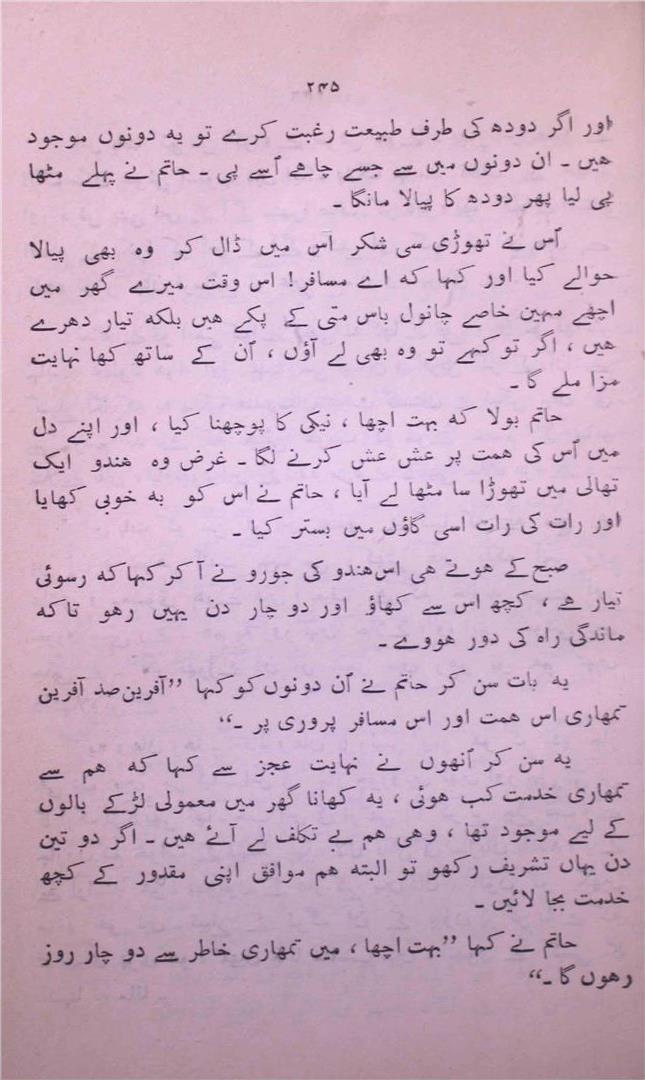 ۲۴۵
اور اگر دودھ کی طرف طبیعت رغبت کرے تو یہ دونوں موجود
ہیں ۔ ان دونوں میں سے جسے چاہے اُسے پی ۔ حاتم نے پہلے مٹھا
پی لیا پھر دودھ کا پیالا مانگا ۔
اُس نے تھوڑی سی شکر اس میں ڈال کر وہ بھی پیالا
حوالے کیا اور کہا کہ اے مسافر! اس وقت میرے گھر میں
اچھے مہین خاصے چانول باس متی کے پکے ہیں بلکہ تیار دھرے
ہیں ، اگر تو کہے تو وہ بھی لے آؤں ، اُن کے ساتھ کھا نہایت
مزا ملے گا ۔
حاتم بولا کہ بہت اچھا ، نیکی کا پوچھنا کیا ، اور اپنے دل
میں اُس کی ہمت پر عش عش کرنے لگا ۔ غرض وہ ہندو ایک
تھالی میں تھوڑا سا مٹھا لے آیا ، حاتم نے اس کو بہ خوبی کھایا
اور رات کی رات اسی گاؤں میں بستر کیا ۔
صبح کے ہوتے ہی اس ہندو کی جورو نے آ کر کہا کہ رسوئی
تیار ہے ، کچھ اس سے کھاؤ اور دو چار دن یہیں رہو تاکہ
ماندگی راہ کی دور ہووے ۔
یہ بات سن کر حاتم نے اُن دونوں کو کہا ”آفرین صد آفرین
تمھاری اس ہمت اور اس مسافر پروری پر ۔“
یہ سن کر اُنھوں نے نہایت عجز سے کہا کہ ہم سے
تمھاری خدمت کب ہوئی ، یہ کھانا گھر میں معمولی لڑکے بالوں
کے لیے موجود تھا ، وہی ہم بے تکلف لے آئے ہیں ۔ اگر دو تین
دن یہاں تشریف رکھو تو البتہ ہم موافق اپنی مقدور کے کچھ
خدمت بجا لائیں ۔
حاتم نے کہا ”بہت اچھا ، میں تمھاری خاطر سے دو چار روز
رہوں گا ۔“